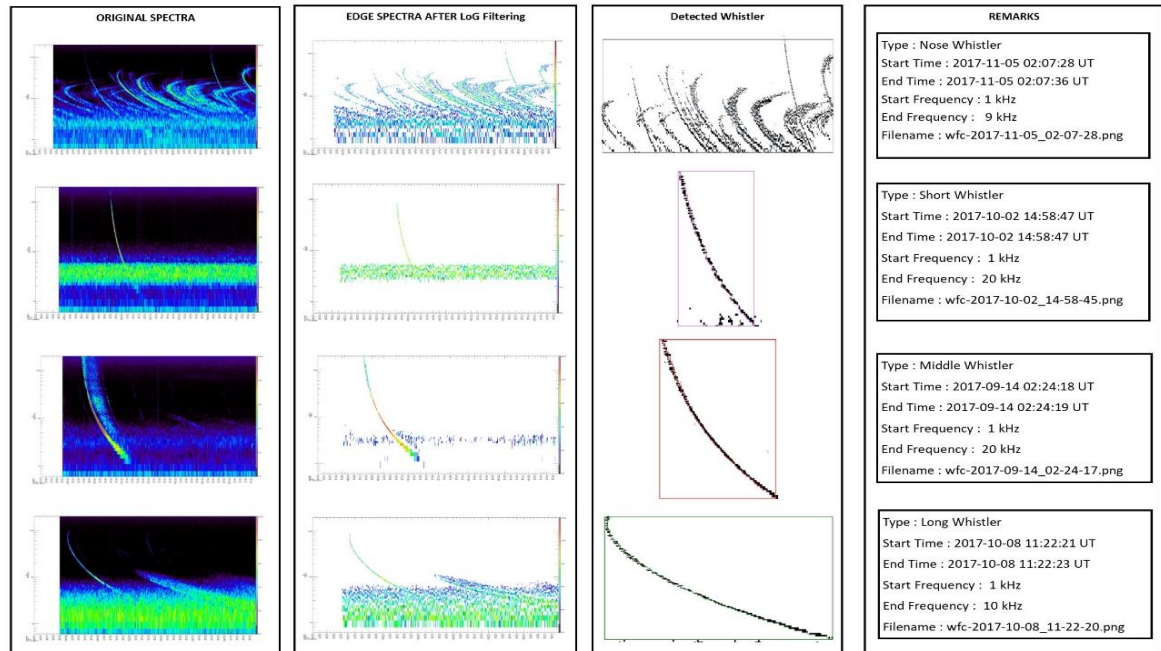 ORIGINAL SPECTRA
EDGE SPECTRA AFTER LoG Filtering
Detected Whistler
REMARKS
Type : Nose Whistler
Start Time : 2017-11-05 02:07:28 UT
End Time : 2017-11-05 02:07:36 UT
Start Frequency : 1 kHz
End Frequency : 9 kHz
Filename : wfc-2017-11-05_02-07-28.png
Type : Short Whistler
Start Time : 2017-10-02 14:58:47 UT
End Time : 2017-10-02 14:58:47 UT
Start Frequency : 1 kHz
End Frequency : 20 kHz
Filename : wfc-2017-10-02_14-58-45.png
Type : Middle Whistler
Start Time : 2017-09-14 02:24:18 UT
End Time : 2017-09-14 02:24:19 UT
Start Frequency : 1 kHz
End Frequency : 20 kHz
Filename : wfc-2017-09-14_02-24-17.png
Type : Long Whistler
Start Time : 2017-10-08 11:22:21 UT
End Time : 2017-10-08 11:22:23 UT
Start Frequency : 1 kHz
End Frequency : 10 kHz
Filename : wfc-2017-10-08_11-22-20.png